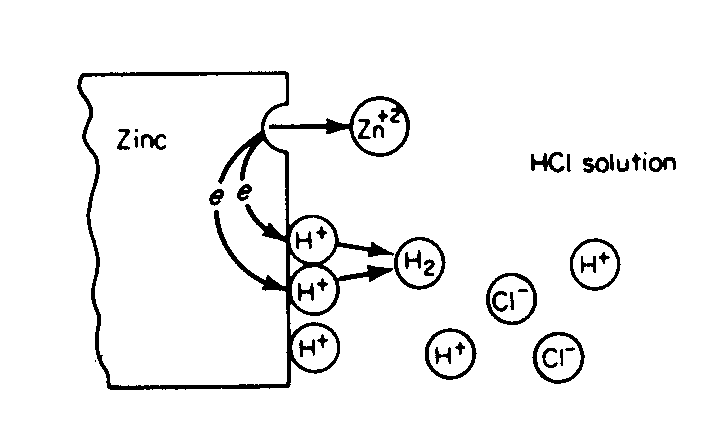 Zn+2
Zinc
HCl solution
e e
H+
H2
H+
H+
Cl-
H+
H+
Cl-